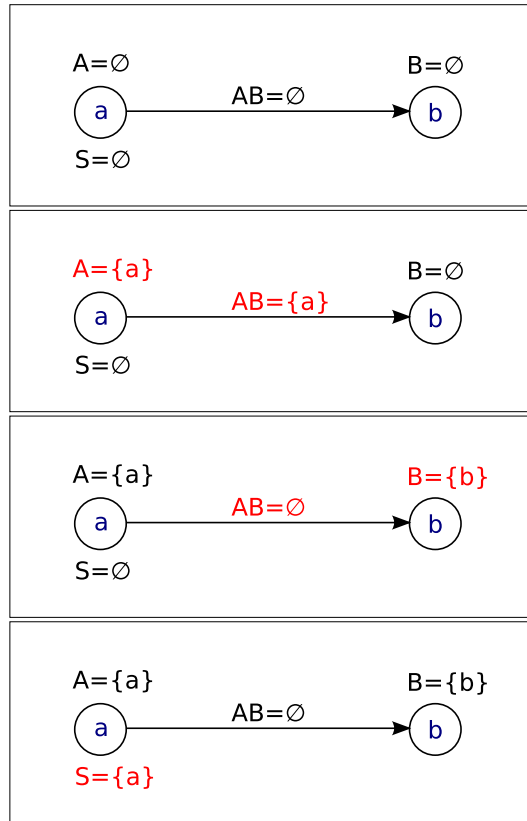 A=∅ B=∅
AB=∅
a b
S=∅
A={a} B=∅
AB={a}
a b
S=∅
A={a} B={b}
AB=∅
a b
S=∅
A={a} B={b}
AB=∅
a b
S={a}